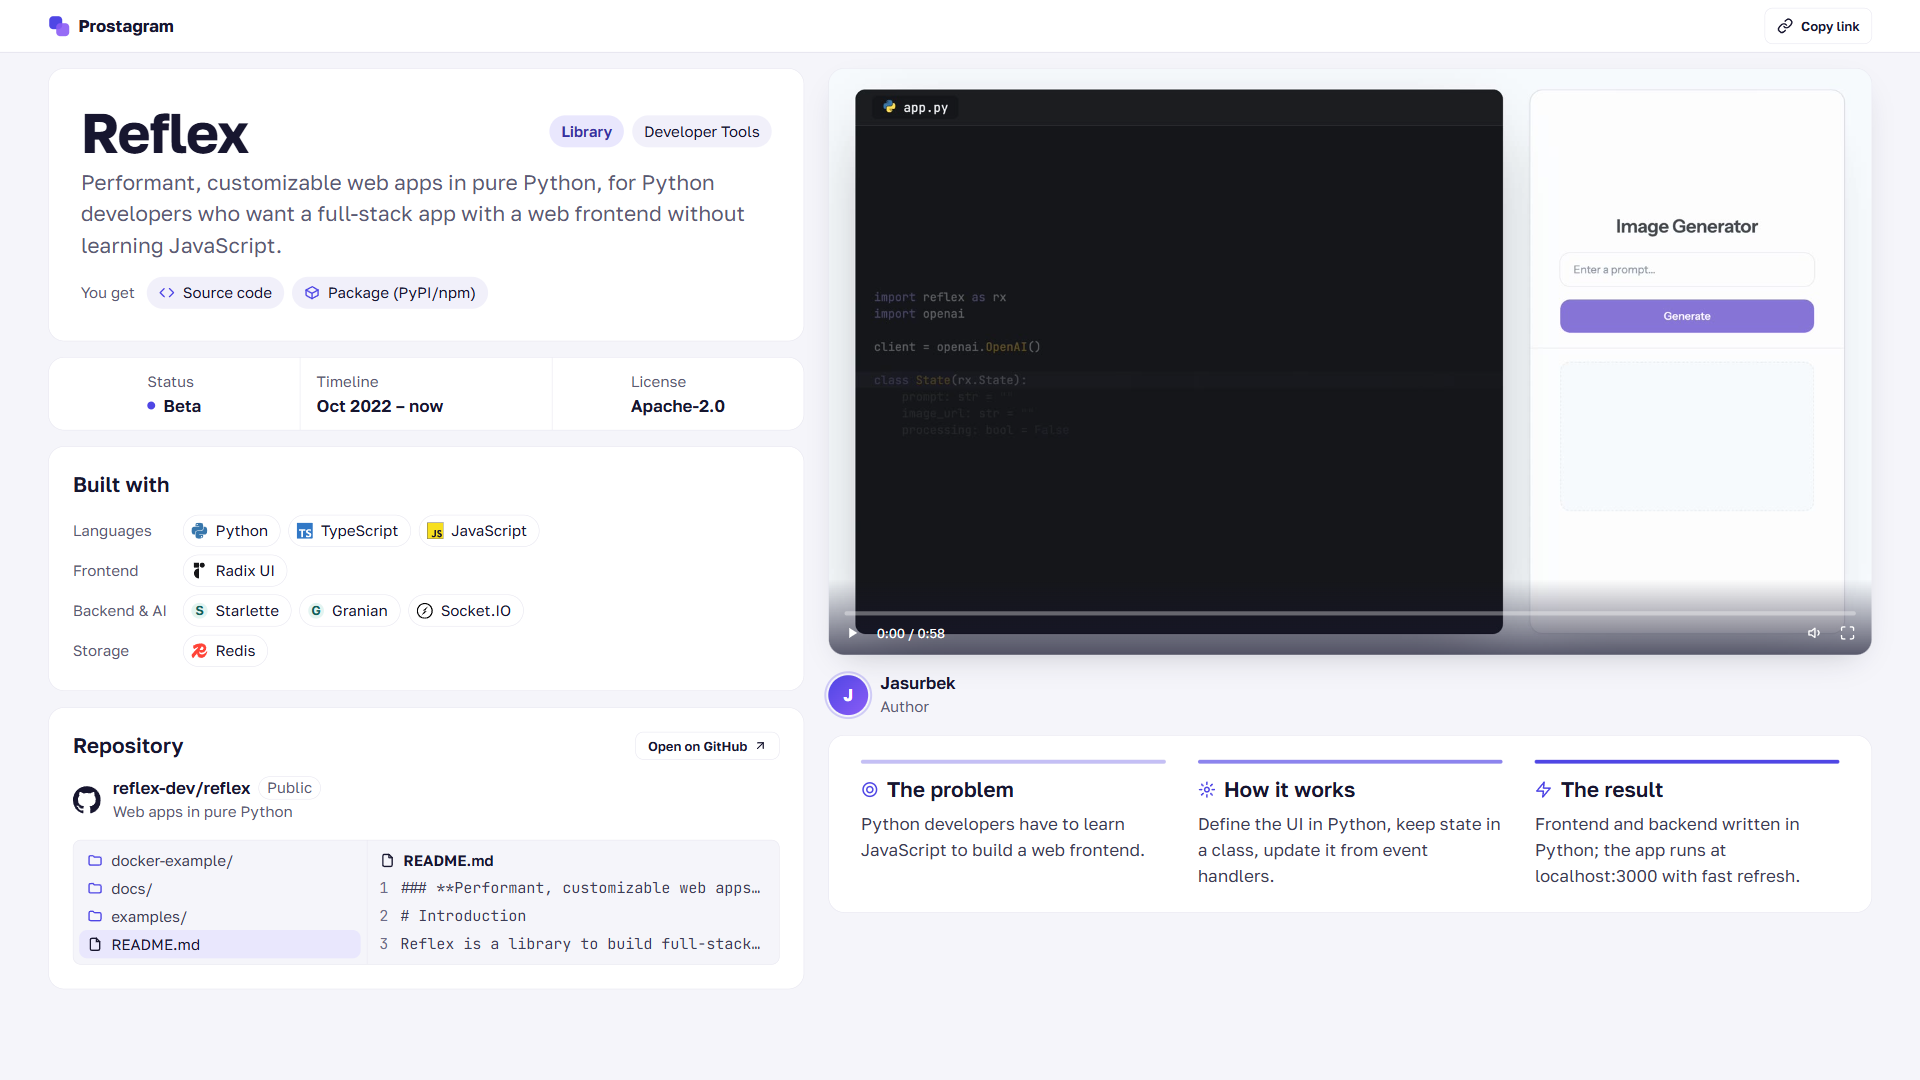 Prostagram
Copy link
Reflex
Library
Developer Tools
Performant, customizable web apps in pure Python, for Python
developers who want a full-stack app with a web frontend without
learning JavaScript.
You get
Source code
Package (PyPI/npm)
Status
Beta
Timeline
Oct 2022 – now
License
Apache-2.0
Built with
Languages
Python
TypeScript
JavaScript
Frontend
Radix UI
Backend & AI
Starlette
Granian
Socket.IO
Storage
Redis
Repository
Open on GitHub
reflex-dev/reflex
Public
Web apps in pure Python
docker-example/
docs/
examples/
README.md
README.md
1 ### **Performant, customizable web apps…
2 # Introduction
3 Reflex is a library to build full-stack…
app.py
import reflex as rx
import openai
client = openai.OpenAI()
class State(rx.State):
prompt: str = ""
image_url: str = ""
processing: bool = False
Image Generator
Enter a prompt...
Generate
0:00 / 0:58
J
Jasurbek
Author
The problem
Python developers have to learn
JavaScript to build a web frontend.
How it works
Define the UI in Python, keep state in
a class, update it from event
handlers.
The result
Frontend and backend written in
Python; the app runs at
localhost:3000 with fast refresh.